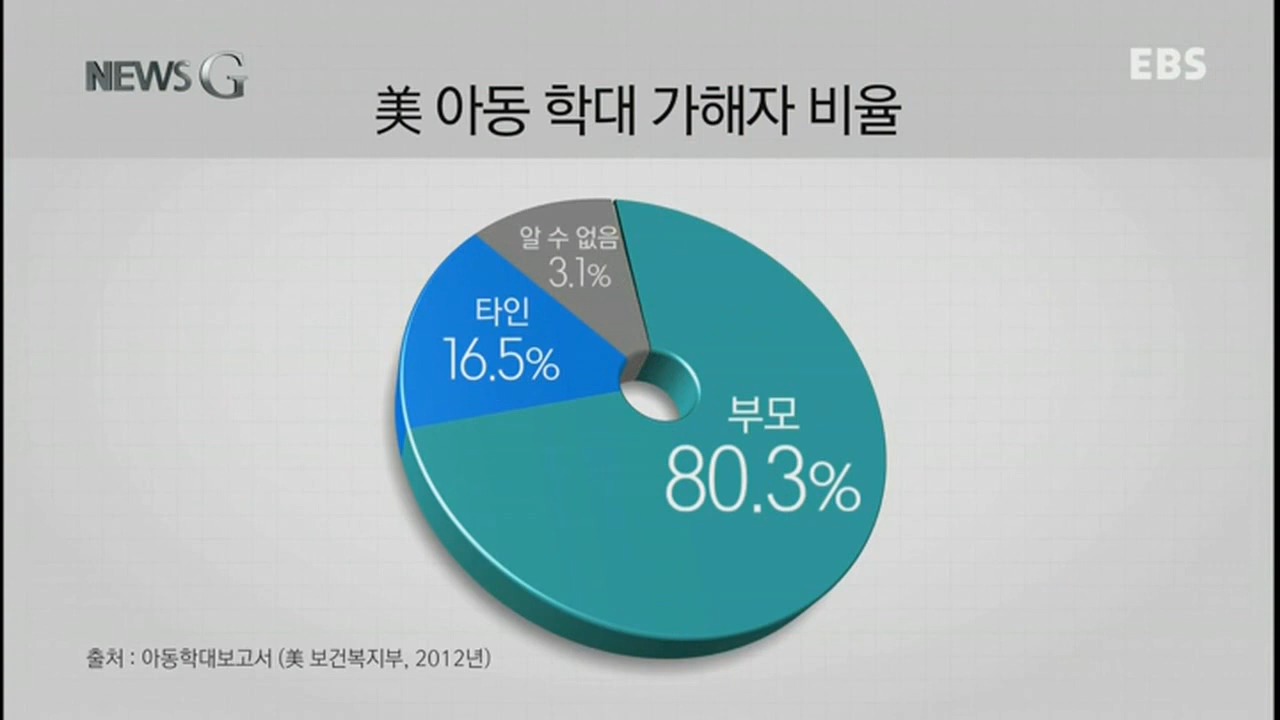 NEWS G
EBS
美 아동 학대 가해자 비율
알 수 없음
3.1%
타인
16.5%
부모
80.3%
출처 : 아동학대보고서 (美 보건복지부, 2012년)